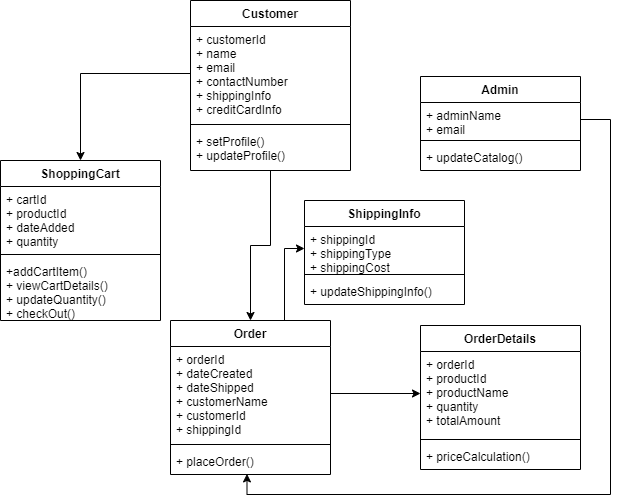 Customer
+ customerId
+ name
+ email
+ contactNumber
+ shippingInfo
+ creditCardInfo
+ setProfile()
+ updateProfile()
Admin
+ adminName
+ email
+ updateCatalog()
ShoppingCart
+ cartId
+ productId
+ dateAdded
+ quantity
+addCartItem()
+ viewCartDetails()
+ updateQuantity()
+ checkOut()
ShippingInfo
+ shippingId
+ shippingType
+ shippingCost
+ updateShippingInfo()
Order
+ orderId
+ dateCreated
+ dateShipped
+ customerName
+ customerId
+ shippingId
+ placeOrder()
OrderDetails
+ orderId
+ productId
+ productName
+ quantity
+ totalAmount
+ priceCalculation()